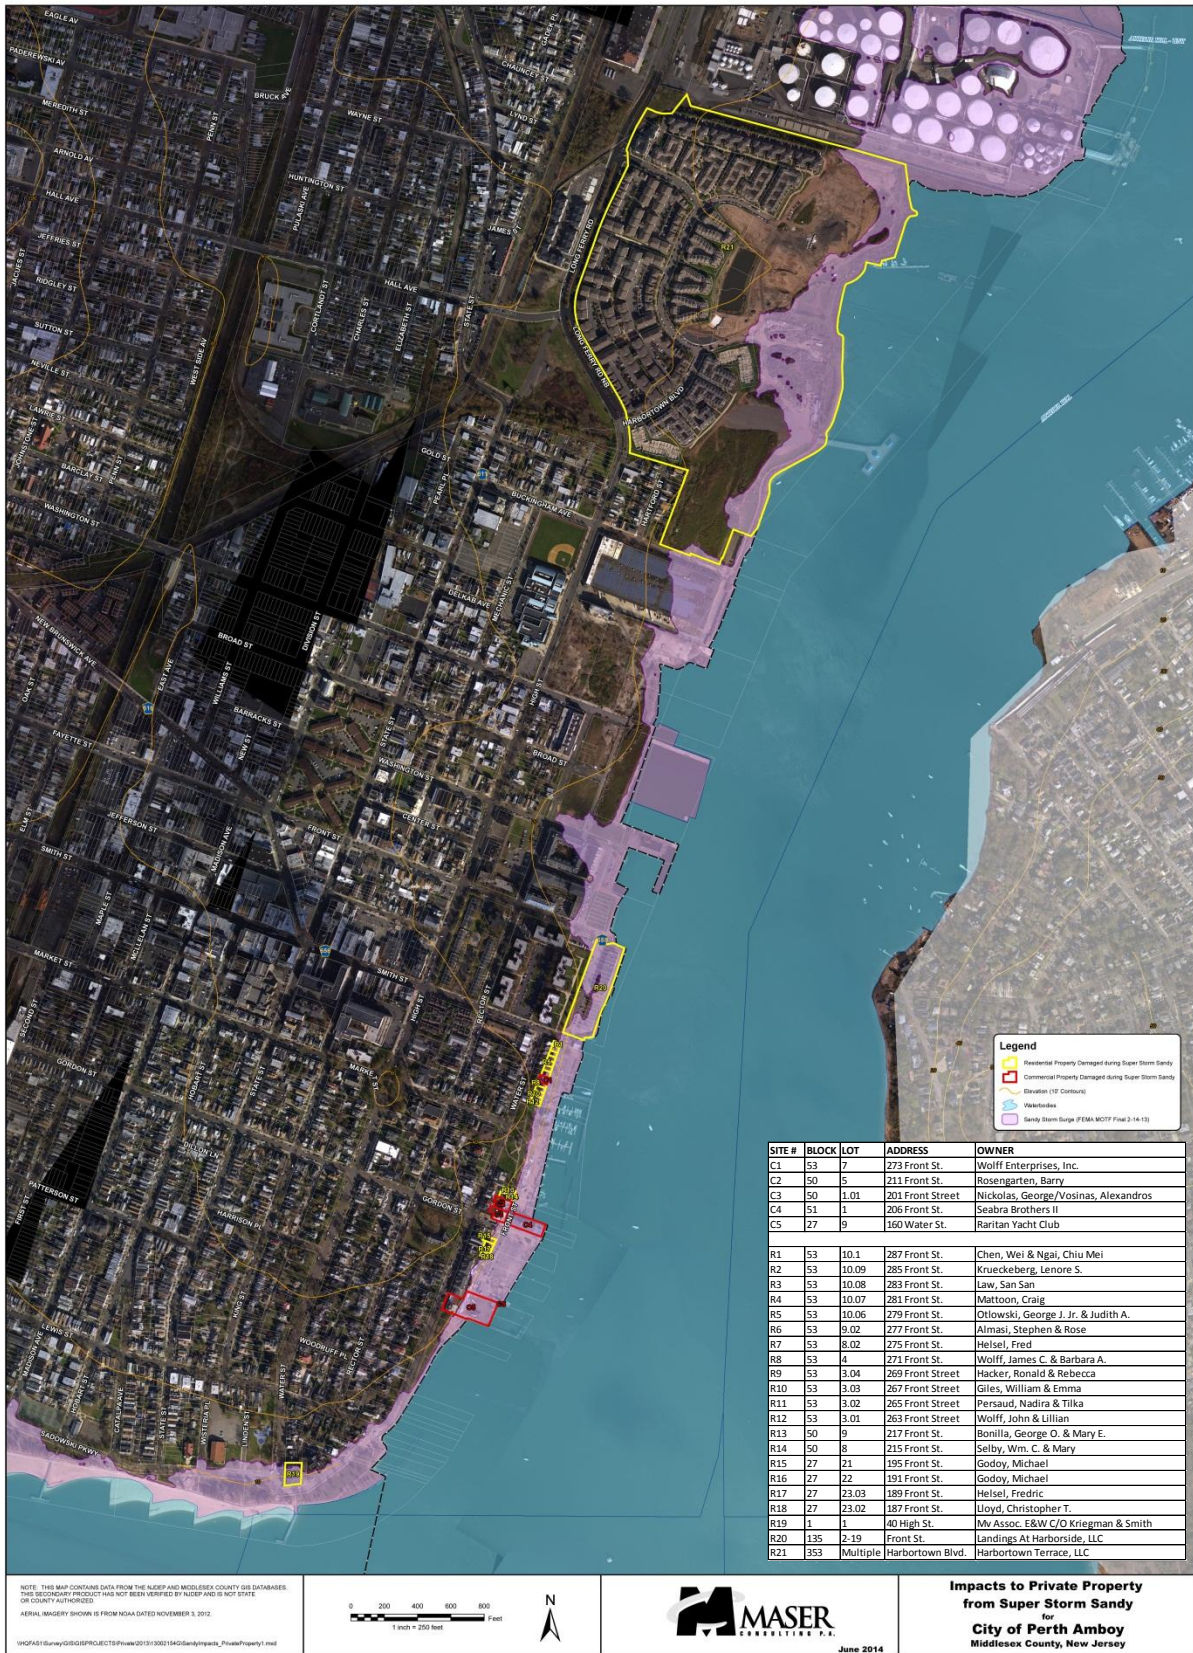 EAGLE AV
PADEREWSKI AV
MEREDITH ST
ARNOLD AV
HALL AVE
JEFFRIES ST
RIDGLEY ST
SUTTON ST
NEVILLE ST
LAWRIE ST
BARCLAY ST
WASHINGTON ST
JACQUES ST
JOHNSTONE ST
PENN ST
PENN ST
BRUCK AVE
WAYNE ST
HUNTINGTON ST
PULASKI AVE
CHAUNCEY ST
LYND ST
JAMES ST
HALL AVE
CORTLANDT ST
CHARLES ST
ELIZABETH ST
STATE ST
WEST SIDE AV
LONG FERRY RD
LONG FERRY RD NB
HARBORTOWN BLVD
R21
GOLD ST
PEARL PL
BUCKINGHAM AVE
HARTFORD ST
DELKAB AVE
MECHANIC ST
NEW BRUNSWICK AVE
BROAD ST
DIVISION ST
WILLIAMS ST
EAST AVE
OAK ST
BARRACKS ST
NEW ST
STATE ST
HIGH ST
BROAD ST
FAYETTE ST
WASHINGTON ST
CENTER ST
JEFFERSON ST
FRONT ST
ELM ST
SMITH ST
MADISON AVE
MAPLE ST
MCLELLAN ST
MARKET ST
SMITH ST
HIGH ST
RECTOR ST
SECOND ST
GORDON ST
HOBART ST
STATE ST
MARKET ST
WATER ST
DILLON LN
PATTERSON ST
FIRST ST
HARRISON PL
GORDON ST
FRONT ST
KING ST
LEWIS ST
WOODRUFF PL
RECTOR ST
MADISON AVE
HOBART ST
CATALPA AVE
STATE ST
WISTERIA PL
LINDEN ST
WATER ST
SADOWSKI PKWY
R19
Legend
Residential Property Damaged during Super Storm Sandy
Commercial Property Damaged during Super Storm Sandy
Elevation (10' Contours)
Waterbodies
Sandy Storm Surge (FEMA MOTF Final 2-14-13)
SITE # BLOCK LOT ADDRESS OWNER
C1 53 7 273 Front St. Wolff Enterprises, Inc.
C2 50 5 211 Front St. Rosengarten, Barry
C3 50 1.01 201 Front Street Nickolas, George/Vosinas, Alexandros
C4 51 1 206 Front St. Seabra Brothers II
C5 27 9 160 Water St. Raritan Yacht Club
R1 53 10.1 287 Front St. Chen, Wei & Ngai, Chiu Mei
R2 53 10.09 285 Front St. Krueckeberg, Lenore S.
R3 53 10.08 283 Front St. Law, San San
R4 53 10.07 281 Front St. Mattoon, Craig
R5 53 10.06 279 Front St. Otlowski, George J. Jr. & Judith A.
R6 53 9.02 277 Front St. Almasi, Stephen & Rose
R7 53 8.02 275 Front St. Helsel, Fred
R8 53 4 271 Front St. Wolff, James C. & Barbara A.
R9 53 3.04 269 Front Street Hacker, Ronald & Rebecca
R10 53 3.03 267 Front Street Giles, William & Emma
R11 53 3.02 265 Front Street Persaud, Nadira & Tilka
R12 53 3.01 263 Front Street Wolff, John & Lillian
R13 50 9 217 Front St. Bonilla, George O. & Mary E.
R14 50 8 215 Front St. Selby, Wm. C. & Mary
R15 27 21 195 Front St. Godoy, Michael
R16 27 22 191 Front St. Godoy, Michael
R17 27 23.03 189 Front St. Helsel, Fredric
R18 27 23.02 187 Front St. Lloyd, Christopher T.
R19 1 1 40 High St. Mv Assoc. E&W C/O Kriegman & Smith
R20 135 2-19 Front St. Landings At Harborside, LLC
R21 353 Multiple Harbortown Blvd. Harbortown Terrace, LLC
NOTE: THIS MAP CONTAINS DATA FROM THE NJDEP AND MIDDLESEX COUNTY GIS DATABASES.
THIS SECONDARY PRODUCT HAS NOT BEEN VERIFIED BY NJDEP AND IS NOT STATE
OR COUNTY AUTHORIZED.
AERIAL IMAGERY SHOWN IS FROM NOAA DATED NOVEMBER 3, 2012.
0 200 400 600 800
Feet
1 inch = 250 feet
N
MASER
CONSULTING P.A.
June 2014
Impacts to Private Property
from Super Storm Sandy
for
City of Perth Amboy
Middlesex County, New Jersey